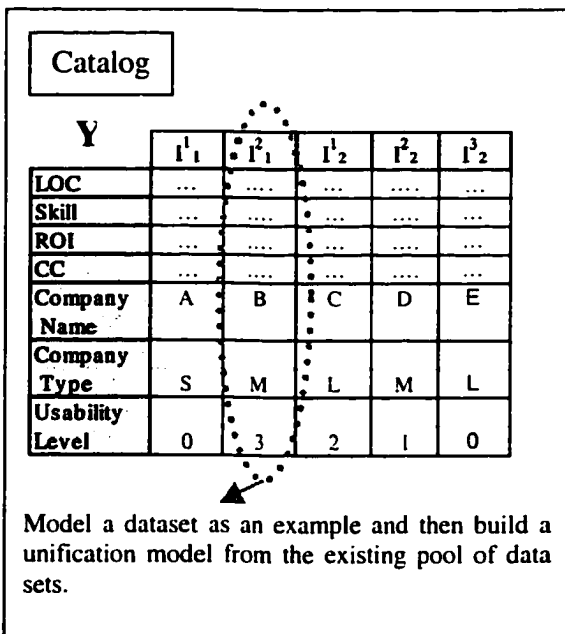 Catalog
Y
I¹₁ I²₁ I¹₂ I²₂ I³₂
LOC ... .... ... .... ...
Skill ... ..... ... ..... ...
ROI ... ..... ... ..... ...
CC ... ..... ... ..... ...
Company A B C D E
Name
Company
Type S M L M L
Usability
Level 0 3 2 1 0
Model a dataset as an example and then build a
unification model from the existing pool of data
sets.